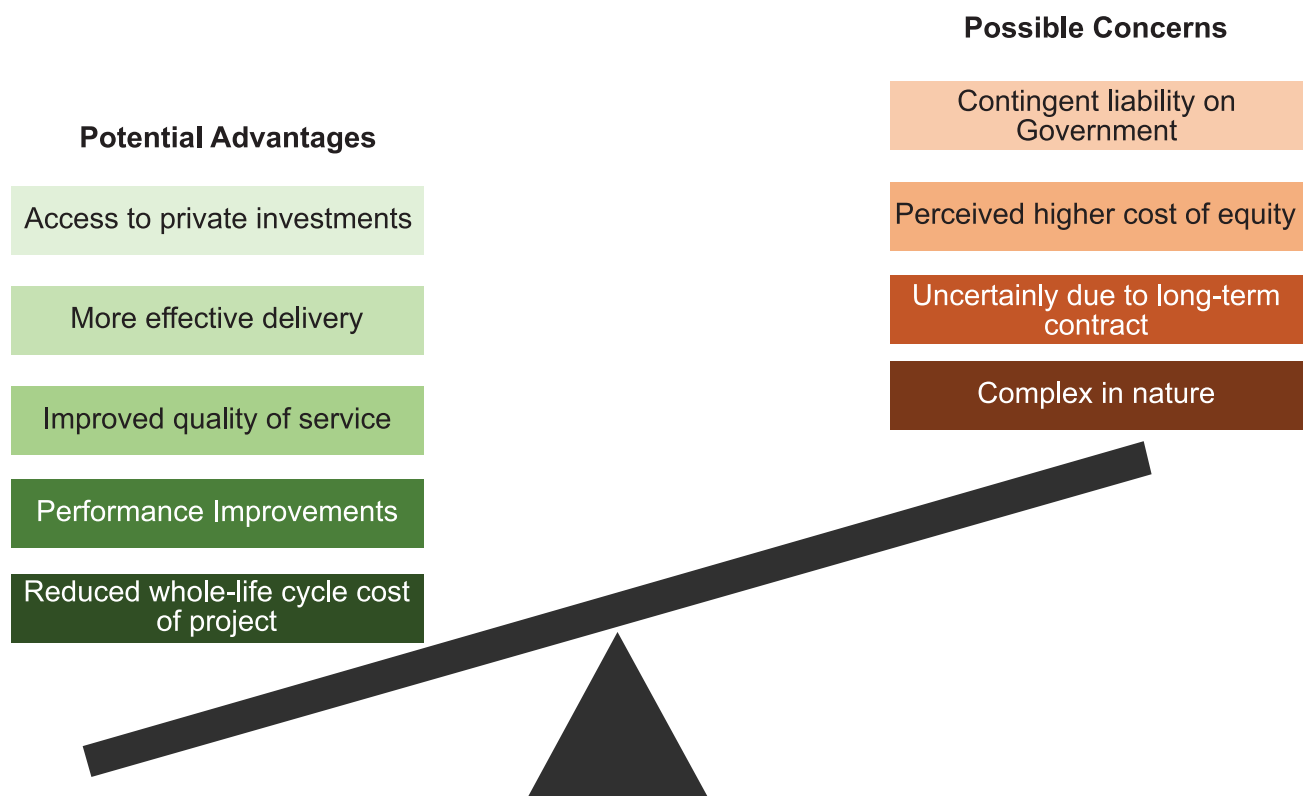 Potential Advantages
Access to private investments
More effective delivery
Improved quality of service
Performance Improvements
Reduced whole-life cycle cost
of project
Possible Concerns
Contingent liability on
Government
Perceived higher cost of equity
Uncertainly due to long-term
contract
Complex in nature